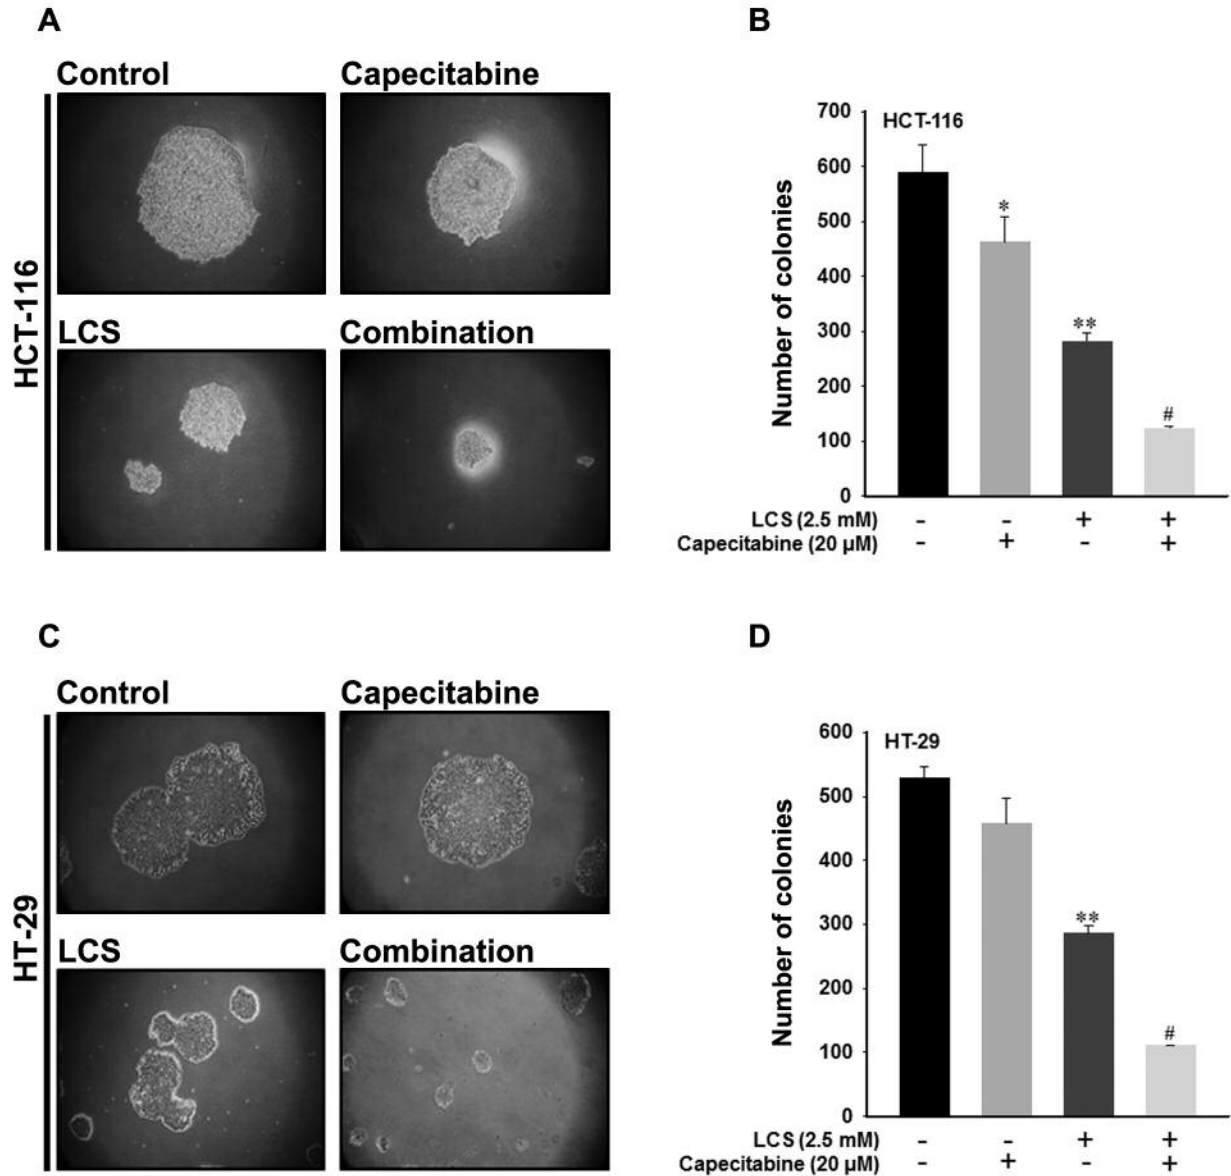 A
Control
Capecitabine
HCT-116
LCS
Combination
B
700
HCT-116
600
500
400
300
200
100
0
Number of colonies
*
**
#
LCS (2.5 mM) - - + +
Capecitabine (20 µM) - + - +
C
Control
Capecitabine
HT-29
LCS
Combination
D
600
HT-29
500
400
300
200
100
0
Number of colonies
**
#
LCS (2.5 mM) - - + +
Capecitabine (20 µM) - + - +